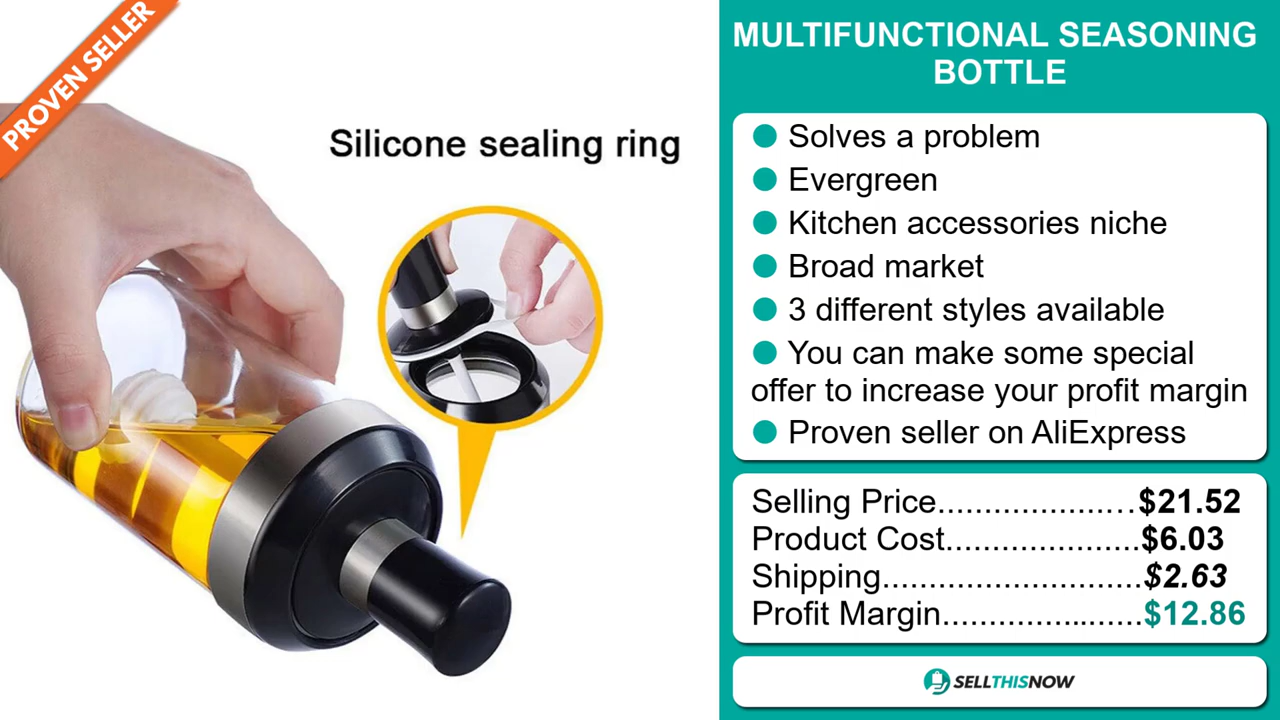 PROVEN SELLER
Silicone sealing ring
MULTIFUNCTIONAL SEASONING
BOTTLE
Solves a problem
Evergreen
Kitchen accessories niche
Broad market
3 different styles available
You can make some special
offer to increase your profit margin
Proven seller on AliExpress
Selling Price.....................$21.52
Product Cost.....................$6.03
Shipping............................$2.63
Profit Margin......................$12.86
SELLTHISNOW